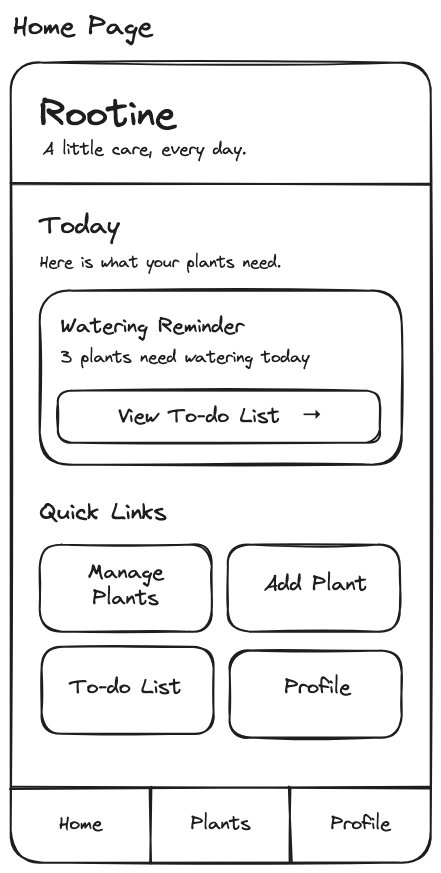 Home Page
Rootine
A little care, every day.
Today
Here is what your plants need.
Watering Reminder
3 plants need watering today
View To-do List →
Quick Links
Manage
Plants
Add Plant
To-do List
Profile
Home
Plants
Profile